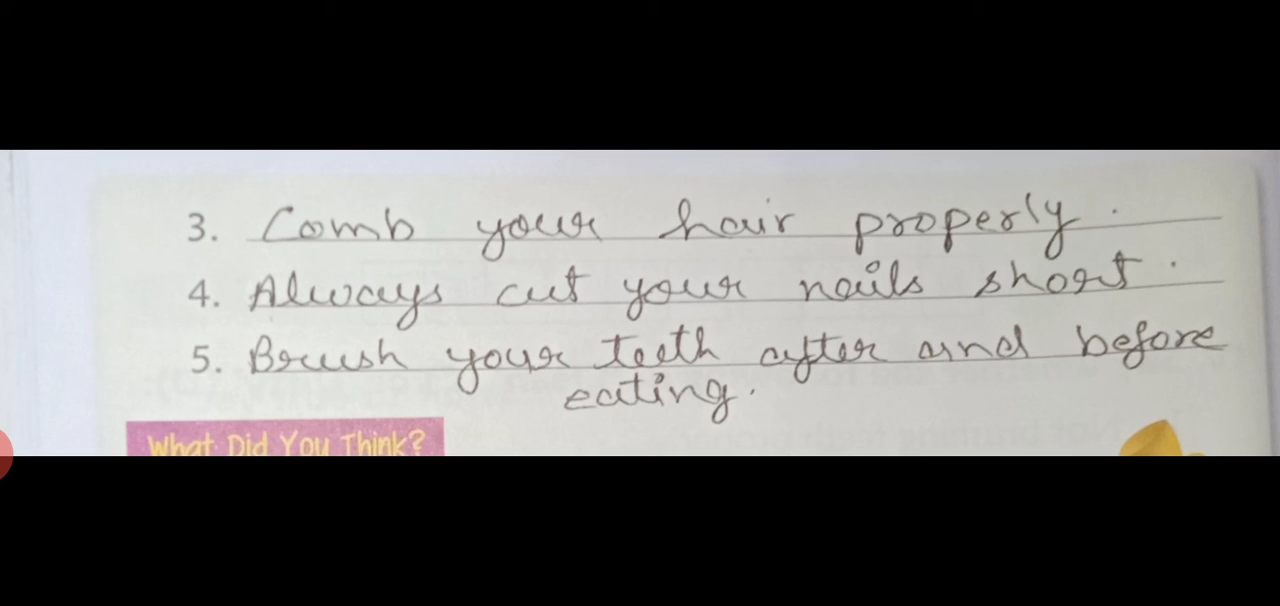 3. Comb your hair properly.
4. Always cut your nails short.
5. Brush your teeth after and before
eating.
What Did You Think?